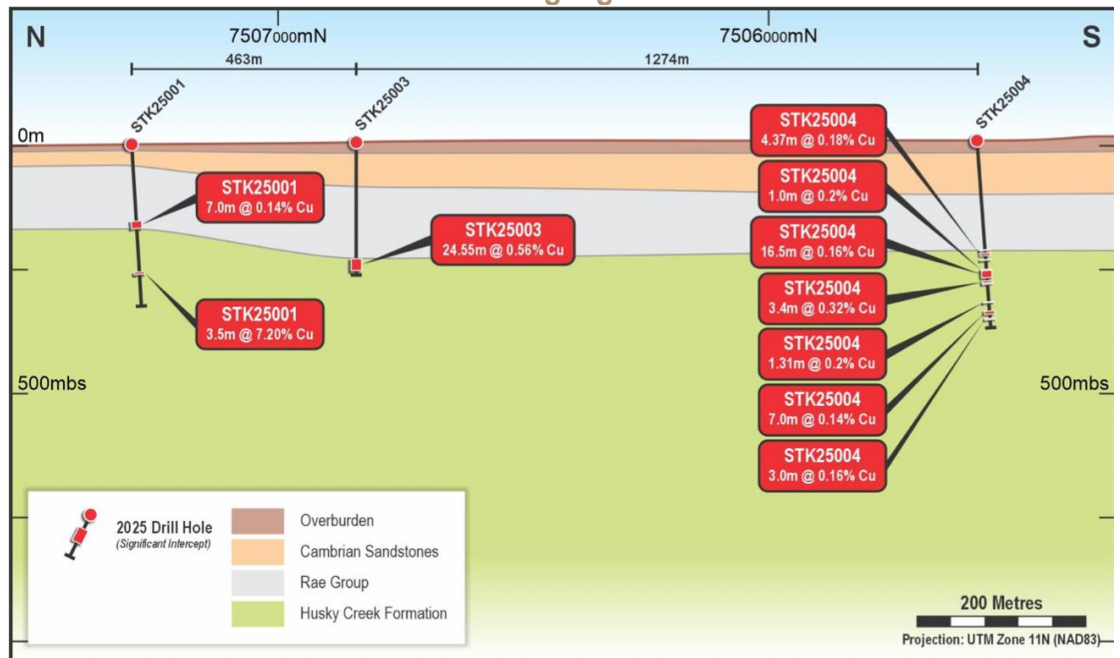 N
7507000mN
7506000mN
S
463m
1274m
STK25001
STK25003
STK25004
0m
STK25001
7.0m @ 0.14% Cu
STK25003
24.55m @ 0.56% Cu
STK25001
3.5m @ 7.20% Cu
STK25004
4.37m @ 0.18% Cu
STK25004
1.0m @ 0.2% Cu
STK25004
16.5m @ 0.16% Cu
STK25004
3.4m @ 0.32% Cu
STK25004
1.31m @ 0.2% Cu
STK25004
7.0m @ 0.14% Cu
STK25004
3.0m @ 0.16% Cu
500mbs
500mbs
2025 Drill Hole
(Significant Intercept)
Overburden
Cambrian Sandstones
Rae Group
Husky Creek Formation
200 Metres
Projection: UTM Zone 11N (NAD83)